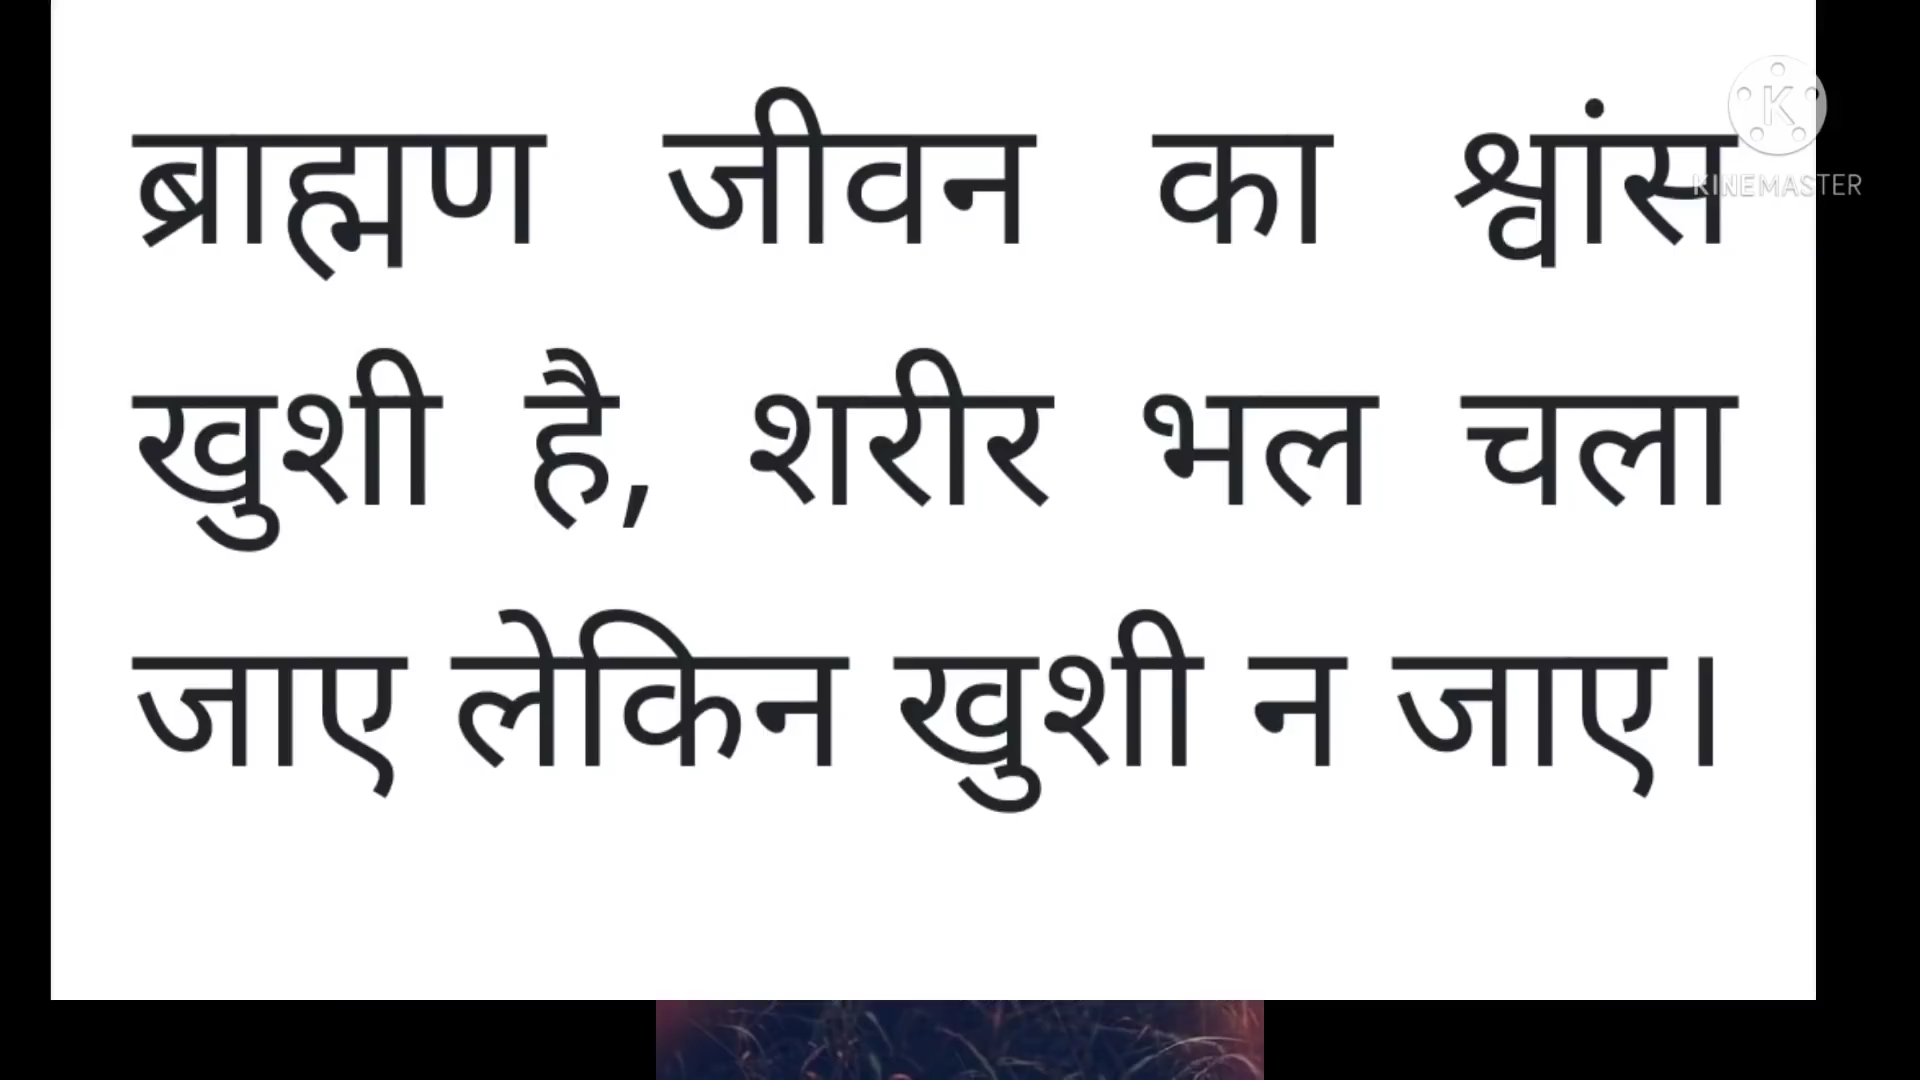 ब्राह्मण जीवन का श्वांस
खुशी है, शरीर भल चला
जाए लेकिन खुशी न जाए।
K
KINEMASTER